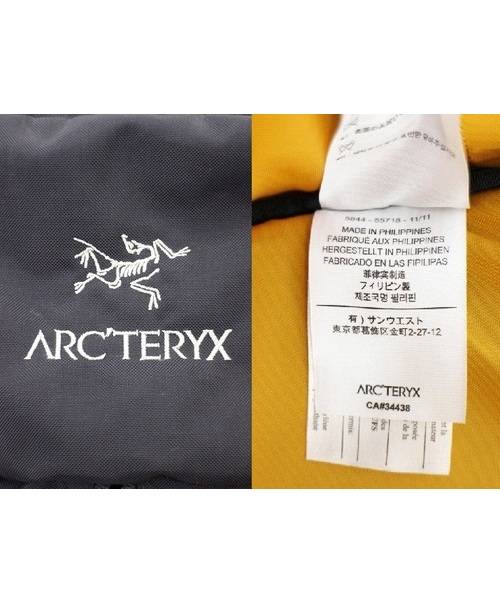 ARC'TERYX
5844 - 55718 - 11/11
MADE IN PHILIPPINES
FABRIQUÉ AUX PHILIPPINES
HERGESTELLT IN PHILIPPINEN
FABRICADO EN LAS FIPILIPAS
菲律宾制造
フィリピン製
제조국명 필리핀
有）サンウエスト
東京都葛飾区金町2-27-12
ARC'TERYX
CA#34438